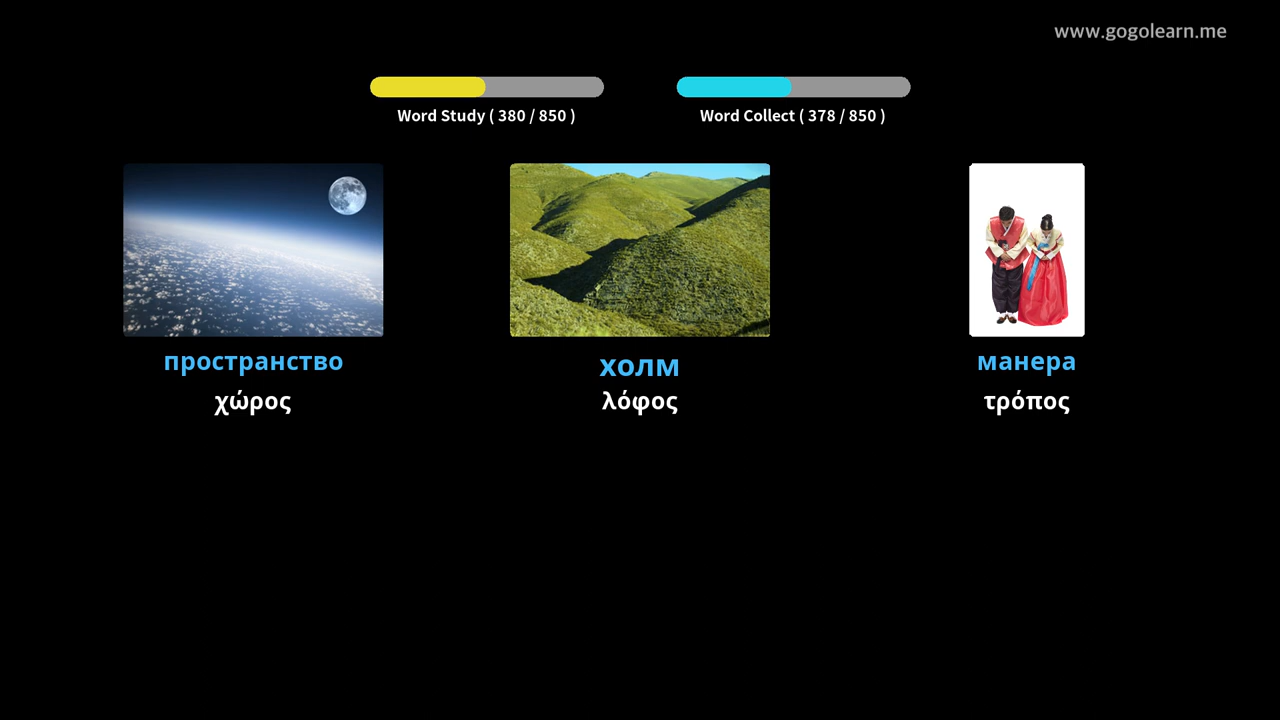 www.gogolearn.me
Word Study ( 380 / 850 )
Word Collect ( 378 / 850 )
пространство
холм
манера
χώρος
λόφος
τρόπος